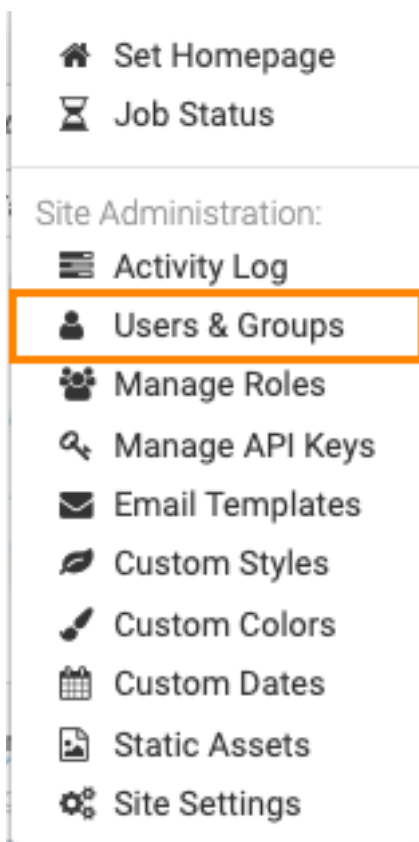 Set Homepage
Job Status
Site Administration:
Activity Log
Users & Groups
Manage Roles
Manage API Keys
Email Templates
Custom Styles
Custom Colors
Custom Dates
Static Assets
Site Settings